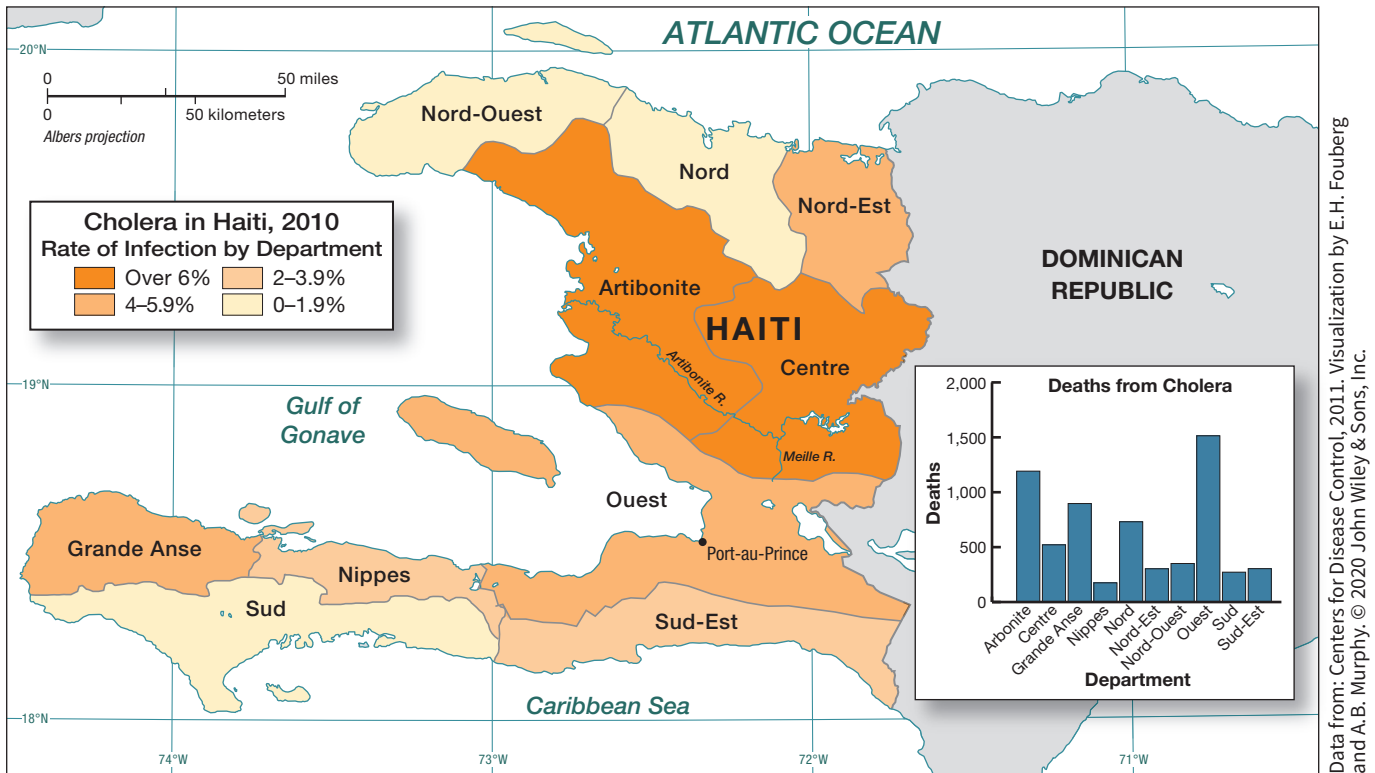 ATLANTIC OCEAN
20°N
0 50 miles
0 50 kilometers
Albers projection
Nord-Ouest
Nord
Nord-Est
Cholera in Haiti, 2010
Rate of Infection by Department
Over 6% 2–3.9%
4–5.9% 0–1.9%
DOMINICAN
REPUBLIC
Artibonite
HAITI
Centre
Artibonite R.
19°N
Gulf of
Gonave
Meille R.
Ouest
Port-au-Prince
Grande Anse
Nippes
Sud
Sud-Est
Caribbean Sea
18°N
74°W 73°W 72°W 71°W
Deaths from Cholera
2,000
1,500
1,000
500
0
Deaths
Arbonite
Centre
Grande Anse
Nippes
Nord
Nord-Est
Nord-Ouest
Ouest
Sud
Sud-Est
Department
Data from: Centers for Disease Control, 2011. Visualization by E.H. Fouberg
and A.B. Murphy. © 2020 John Wiley & Sons, Inc.